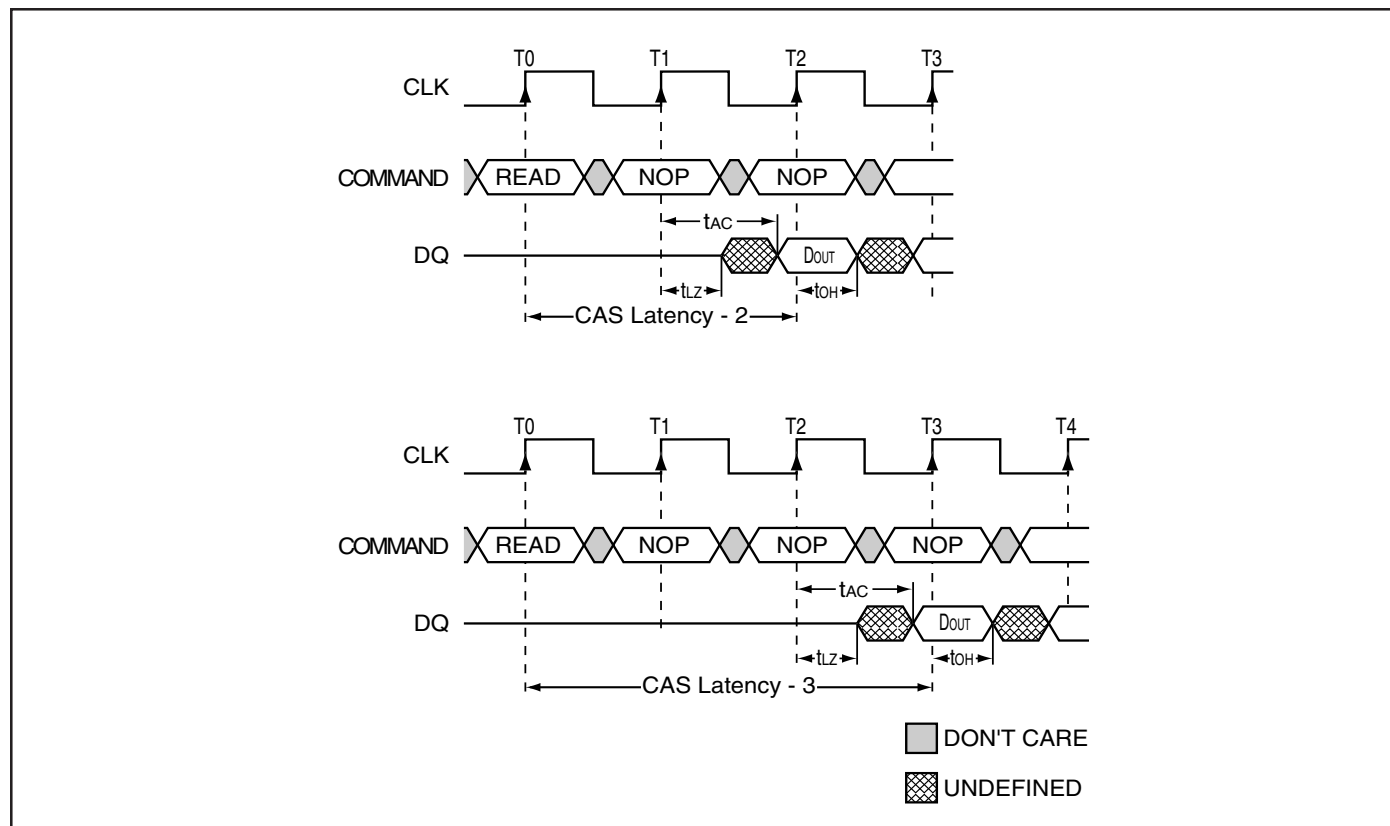 T0 T1 T2 T3
CLK
COMMAND READ NOP NOP
tAC
DQ DOUT
tLZ tOH
CAS Latency - 2
T0 T1 T2 T3 T4
CLK
COMMAND READ NOP NOP NOP
tAC
DQ DOUT
tLZ tOH
CAS Latency - 3
DON'T CARE
UNDEFINED